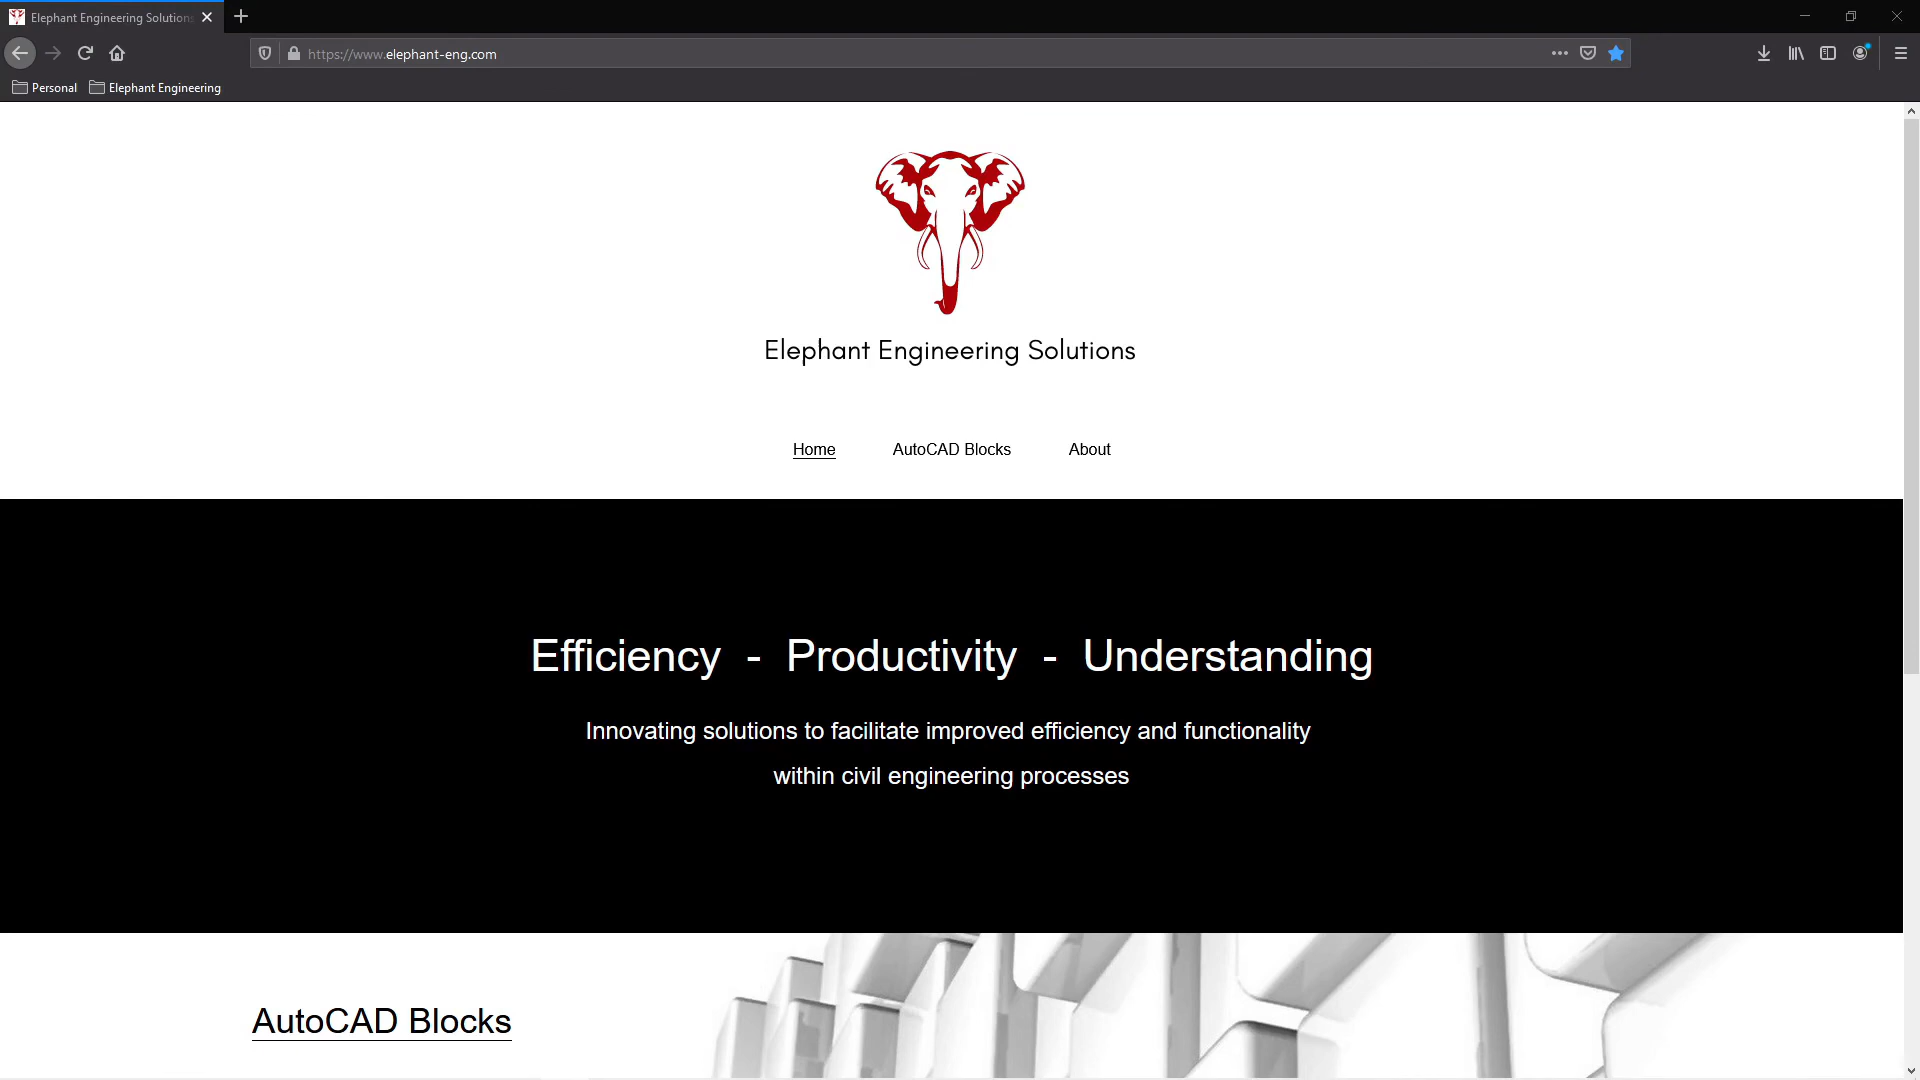 Elephant Engineering Solutions
https://www.elephant-eng.com
Personal
Elephant Engineering
Elephant Engineering Solutions
Home
AutoCAD Blocks
About
Efficiency - Productivity - Understanding
Innovating solutions to facilitate improved efficiency and functionality
within civil engineering processes
AutoCAD Blocks